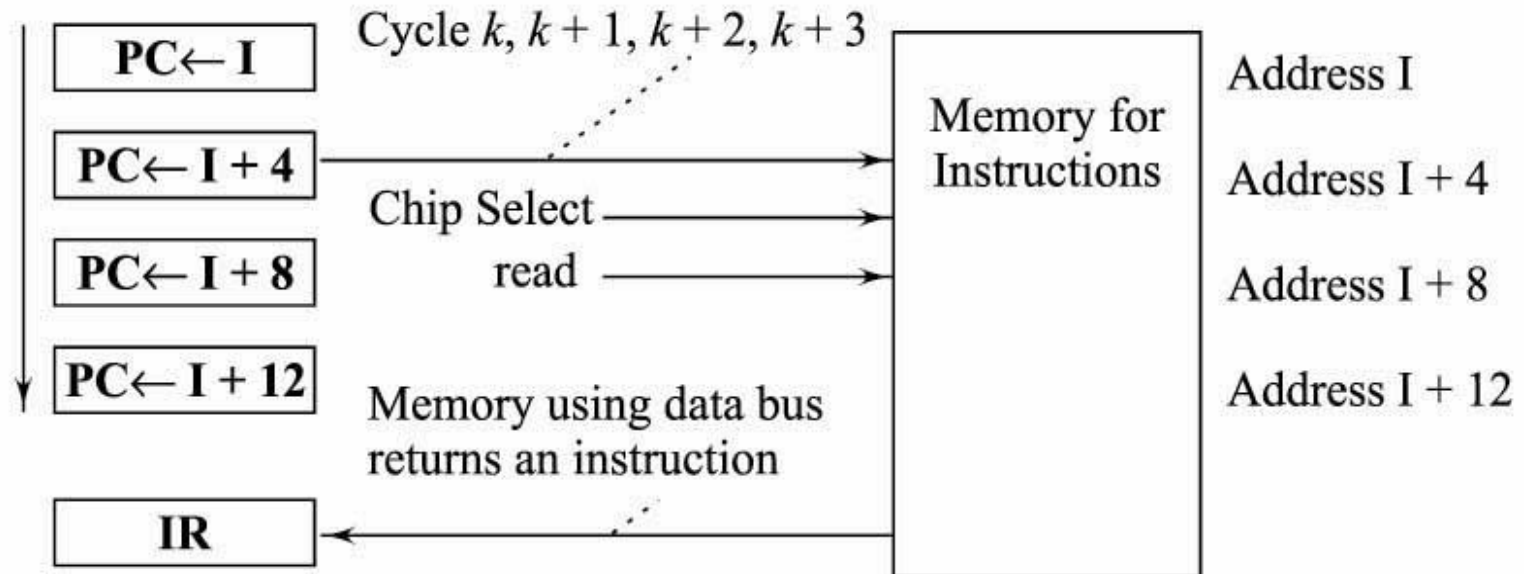 PC← I
Cycle k, k + 1, k + 2, k + 3
PC← I + 4
Chip Select
PC← I + 8
read
PC← I + 12
Memory using data bus
returns an instruction
IR
Memory for
Instructions
Address I
Address I + 4
Address I + 8
Address I + 12